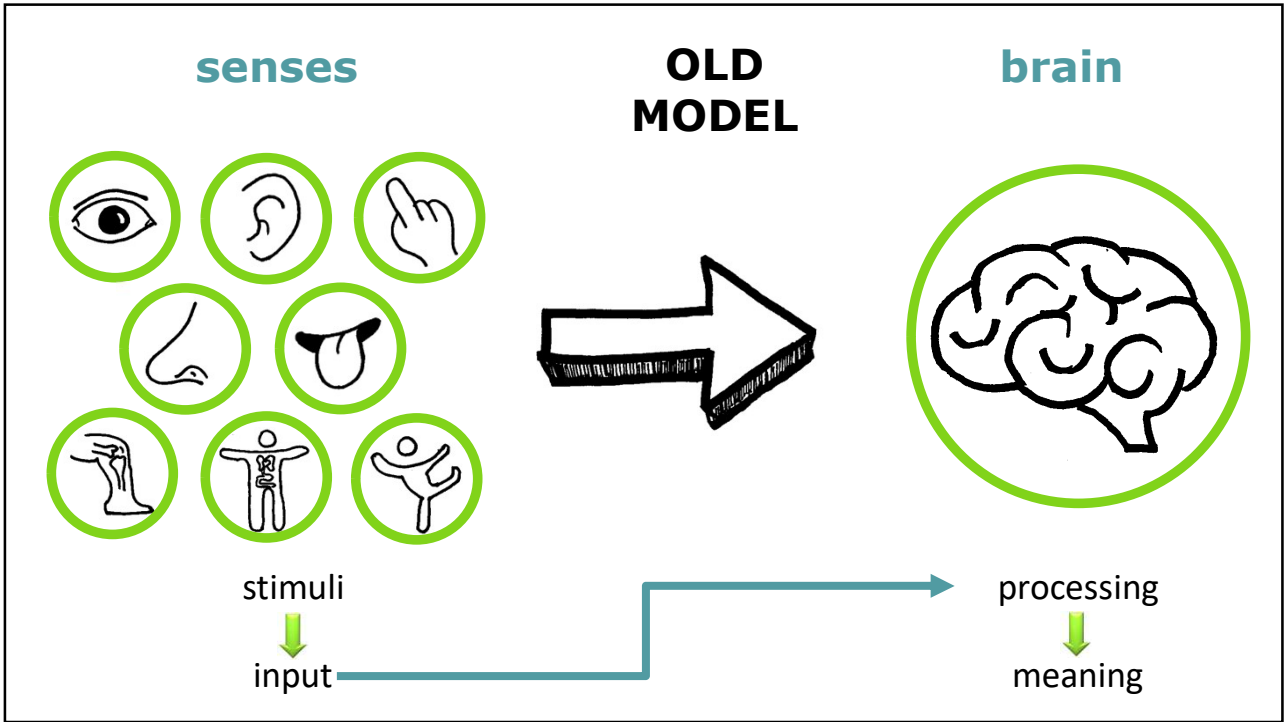 senses
OLD
MODEL
brain
stimuli
input
processing
meaning